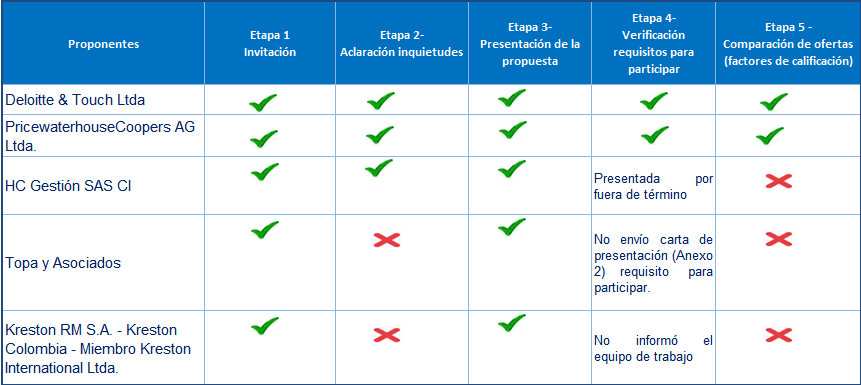 Proponentes
Etapa 1
Invitación
Etapa 2-
Aclaración inquietudes
Etapa 3-
Presentación de la
propuesta
Etapa 4-
Verificación
requisitos para
participar
Etapa 5 -
Comparación de ofertas
(factores de calificación)
Deloitte & Touch Ltda
PricewaterhouseCoopers AG
Ltda.
HC Gestión SAS CI
Presentada por
fuera de término
Topa y Asociados
No envío carta de
presentación (Anexo
2) requisito para
participar.
Kreston RM S.A. - Kreston
Colombia - Miembro Kreston
International Ltda.
No informó el
equipo de trabajo